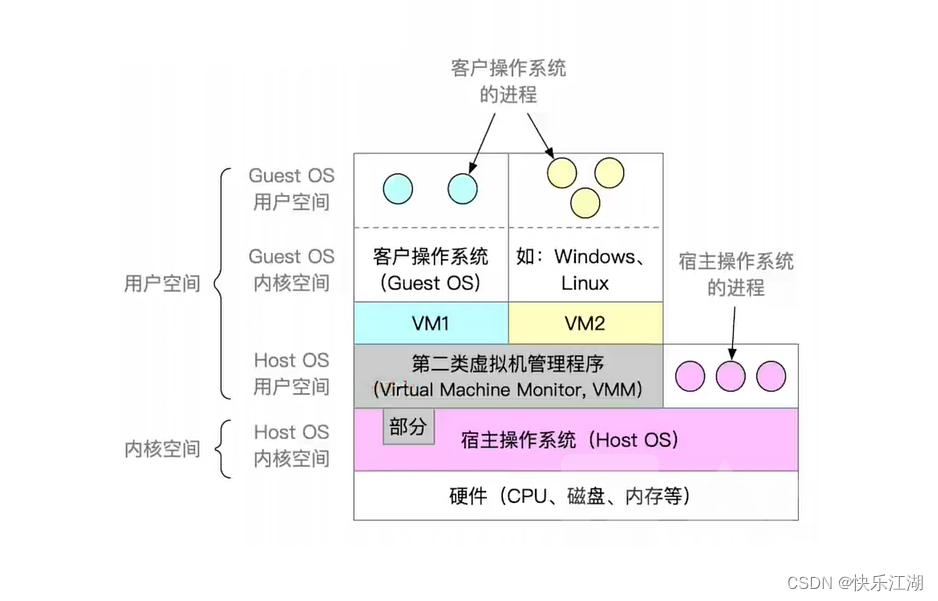 客户操作系统
的进程
Guest OS
用户空间
Guest OS
内核空间
客户操作系统
（Guest OS）
如：Windows、
Linux
宿主操作系统
的进程
用户空间
VM1
VM2
Host OS
用户空间
第二类虚拟机管理程序
（Virtual Machine Monitor, VMM）
部分
内核空间
Host OS
内核空间
宿主操作系统（Host OS）
硬件（CPU、磁盘、内存等）
CSDN @快乐江湖